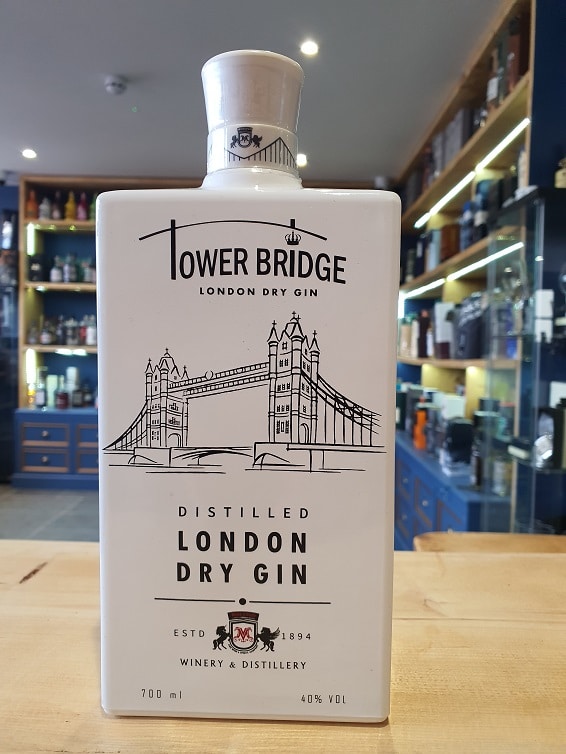 TOWER BRIDGE
LONDON DRY GIN
DISTILLED
LONDON
DRY GIN
ESTD 1894
WINERY & DISTILLERY
700 ml 40% VOL